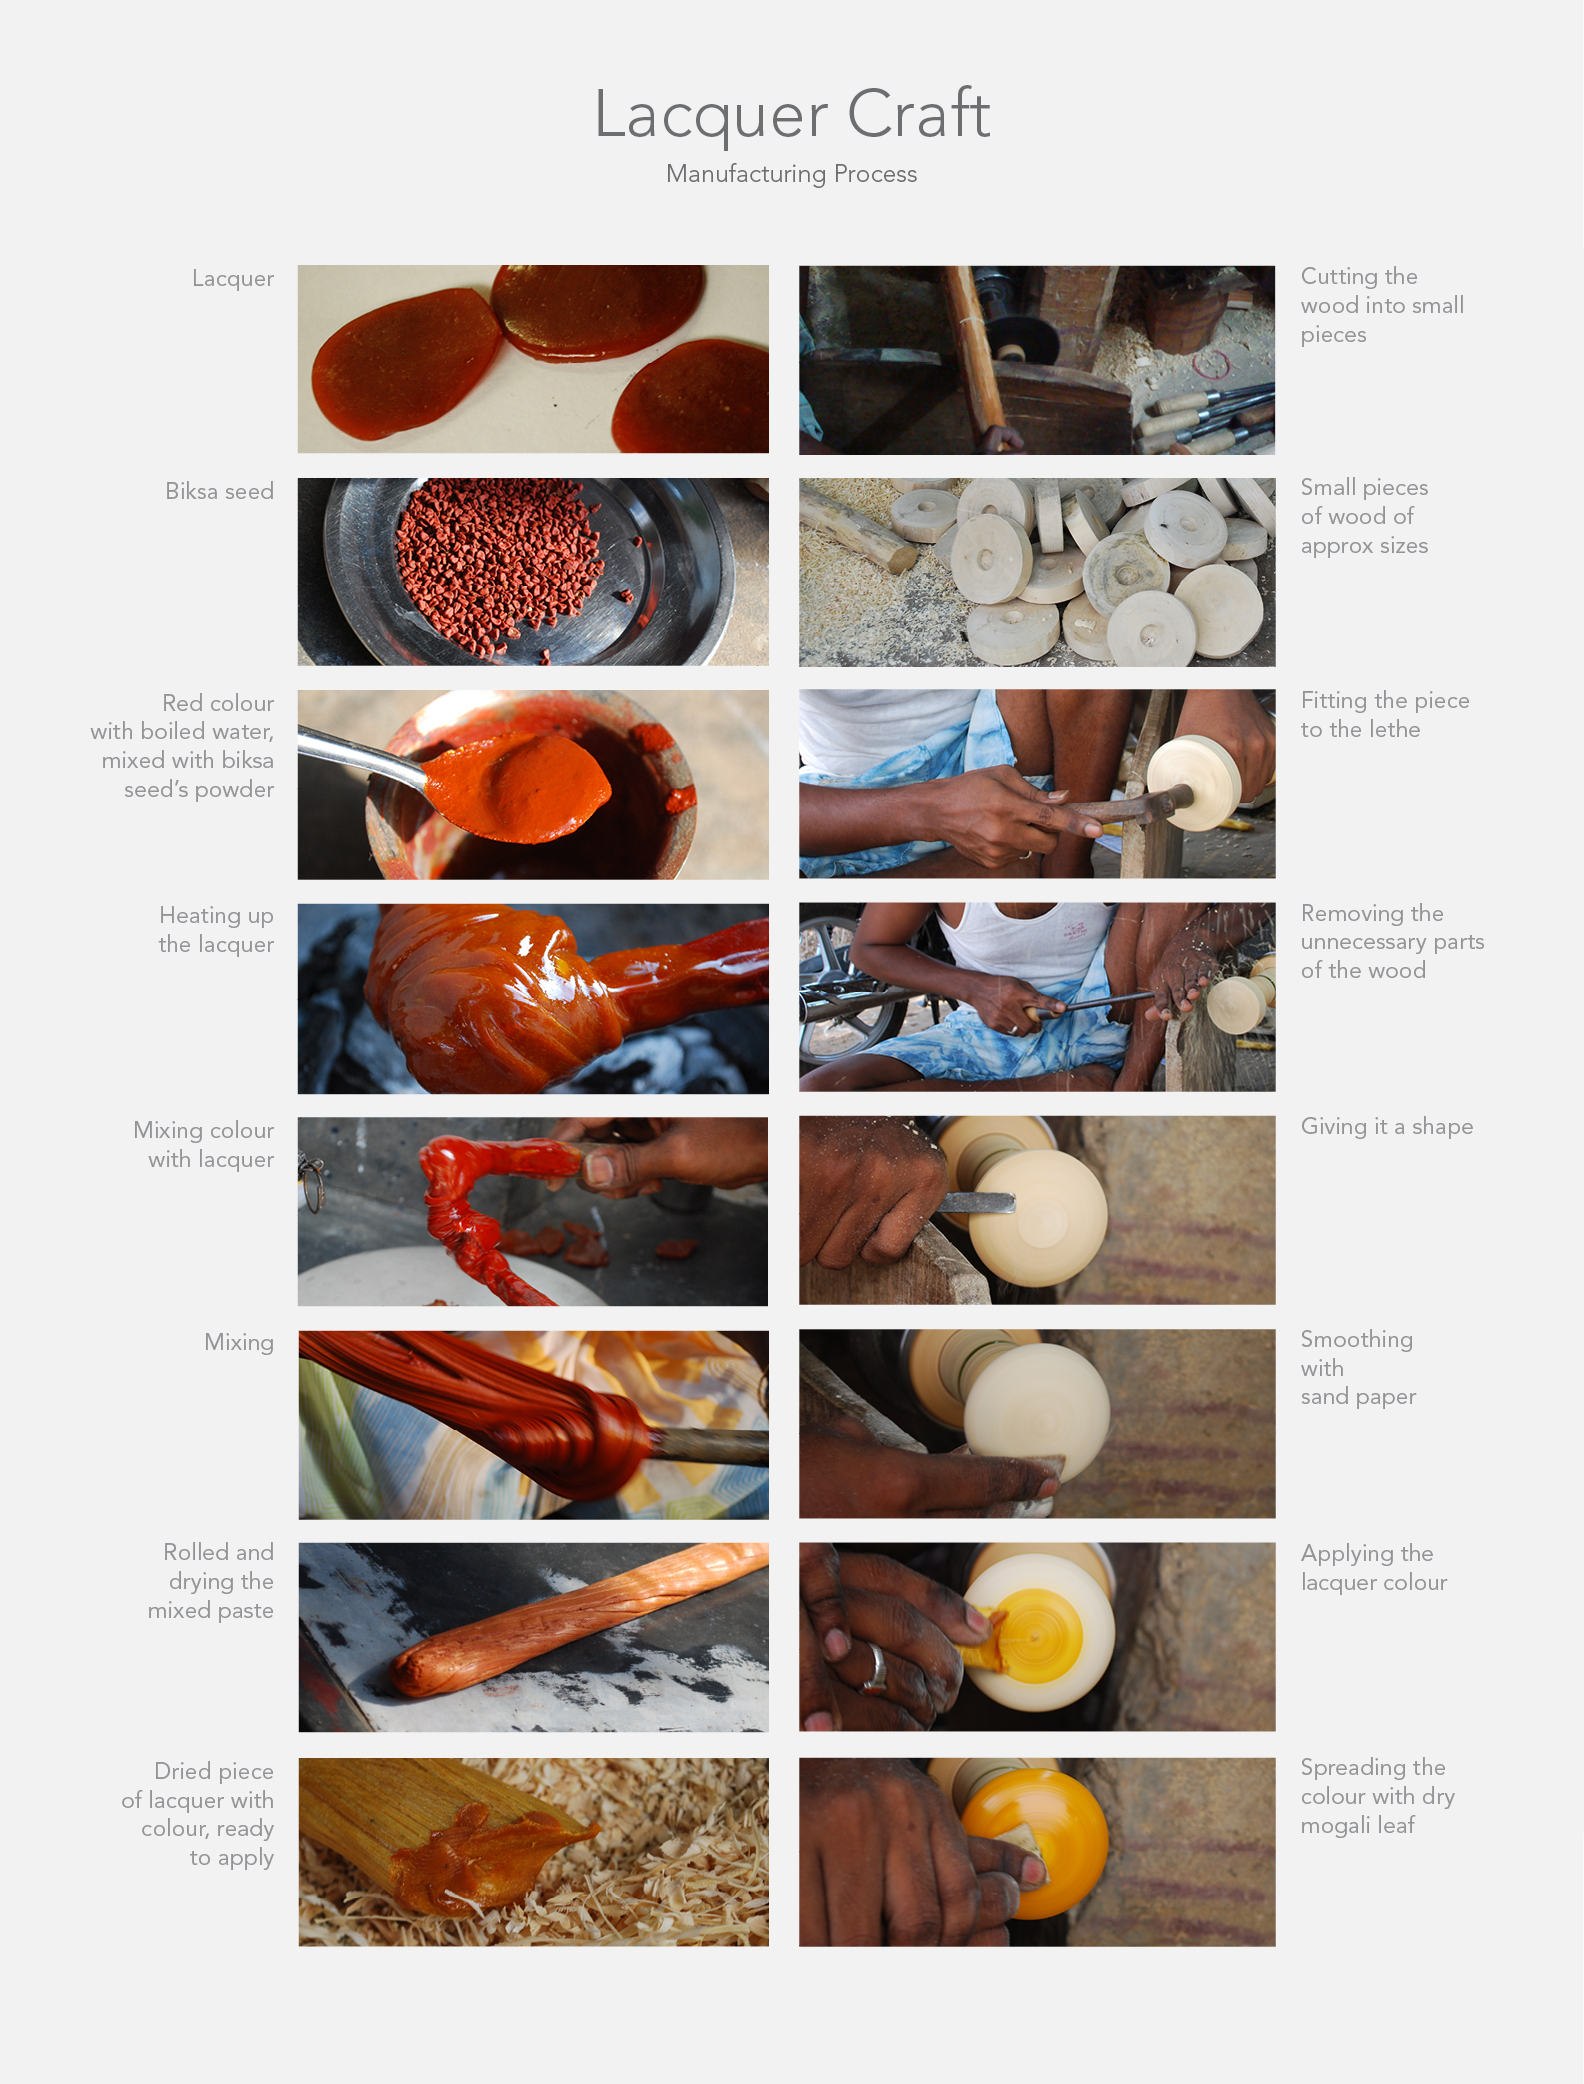 Lacquer Craft
Manufacturing Process
Lacquer
Biksa seed
Red colour
with boiled water,
mixed with biksa
seed's powder
Heating up
the lacquer
Mixing colour
with lacquer
Mixing
Rolled and
drying the
mixed paste
Dried piece
of lacquer with
colour, ready
to apply
Cutting the
wood into small
pieces
Small pieces
of wood of
approx sizes
Fitting the piece
to the lethe
Removing the
unnecessary parts
of the wood
Giving it a shape
Smoothing
with
sand paper
Applying the
lacquer colour
Spreading the
colour with dry
mogali leaf